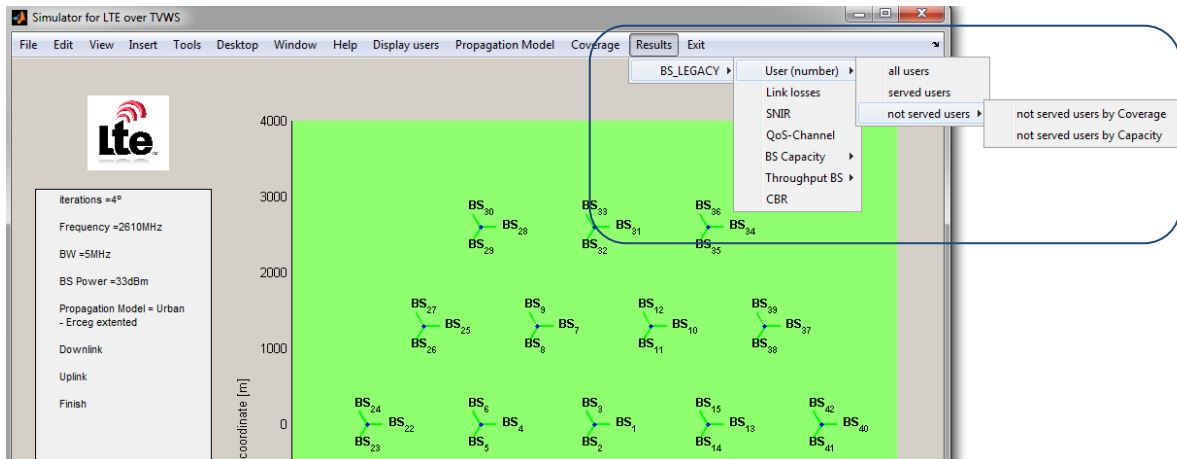 Simulator for LTE over TVWS
File Edit View Insert Tools Desktop Window Help Display users Propagation Model Coverage Results Exit
BS_LEGACY
User (number)
Link losses
SNIR
QoS-Channel
BS Capacity
Throughput BS
CBR
all users
served users
not served users
not served users by Coverage
not served users by Capacity
Lte
iterations =4º
Frequency =2610MHz
BW =5MHz
BS Power =33dBm
Propagation Model = Urban
- Erceg extented
Downlink
Uplink
Finish
4000
3000
2000
1000
0
coordinate [m]
BS30 BS33 BS36
BS28 BS31 BS34
BS29 BS32 BS35
BS27 BS9 BS12 BS39
BS25 BS7 BS10 BS37
BS26 BS8 BS11 BS38
BS24 BS6 BS3 BS15 BS42
BS22 BS4 BS1 BS13 BS40
BS23 BS5 BS2 BS14 BS41